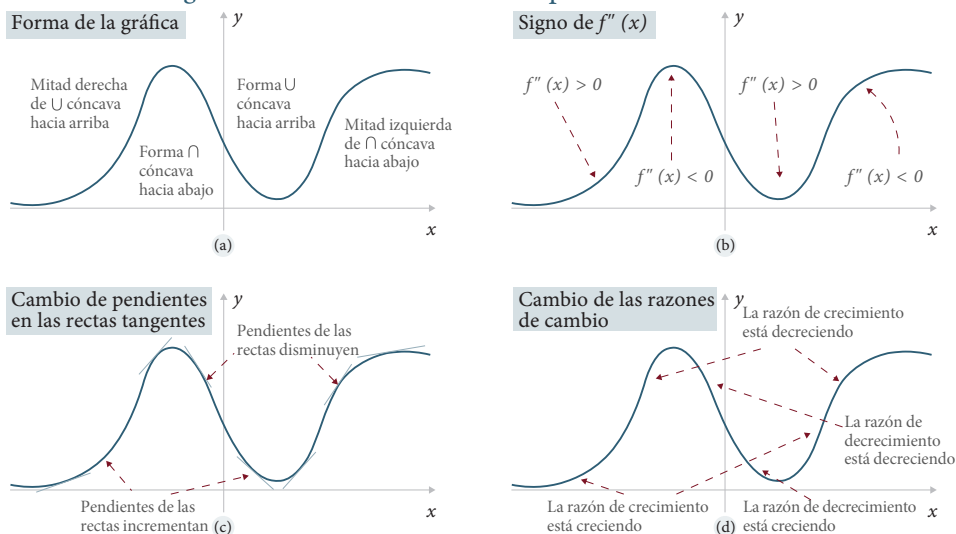 Forma de la gráfica
y
Mitad derecha
de ∪ cóncava
hacia arriba
Forma ∪
cóncava
hacia arriba
Forma ∩
cóncava
hacia abajo
Mitad izquierda
de ∩ cóncava
hacia abajo
x
(a)
Signo de f″ (x)
y
f″ (x) > 0
f″ (x) > 0
f″ (x) < 0
f″ (x) < 0
x
(b)
Cambio de pendientes
en las rectas tangentes
y
Pendientes de las
rectas disminuyen
Pendientes de las
rectas incrementan
x
(c)
Cambio de las razones
de cambio
y
La razón de crecimiento
está decreciendo
La razón de
decrecimiento
está decreciendo
La razón de crecimiento
está creciendo
La razón de decrecimiento
está creciendo
x
(d)